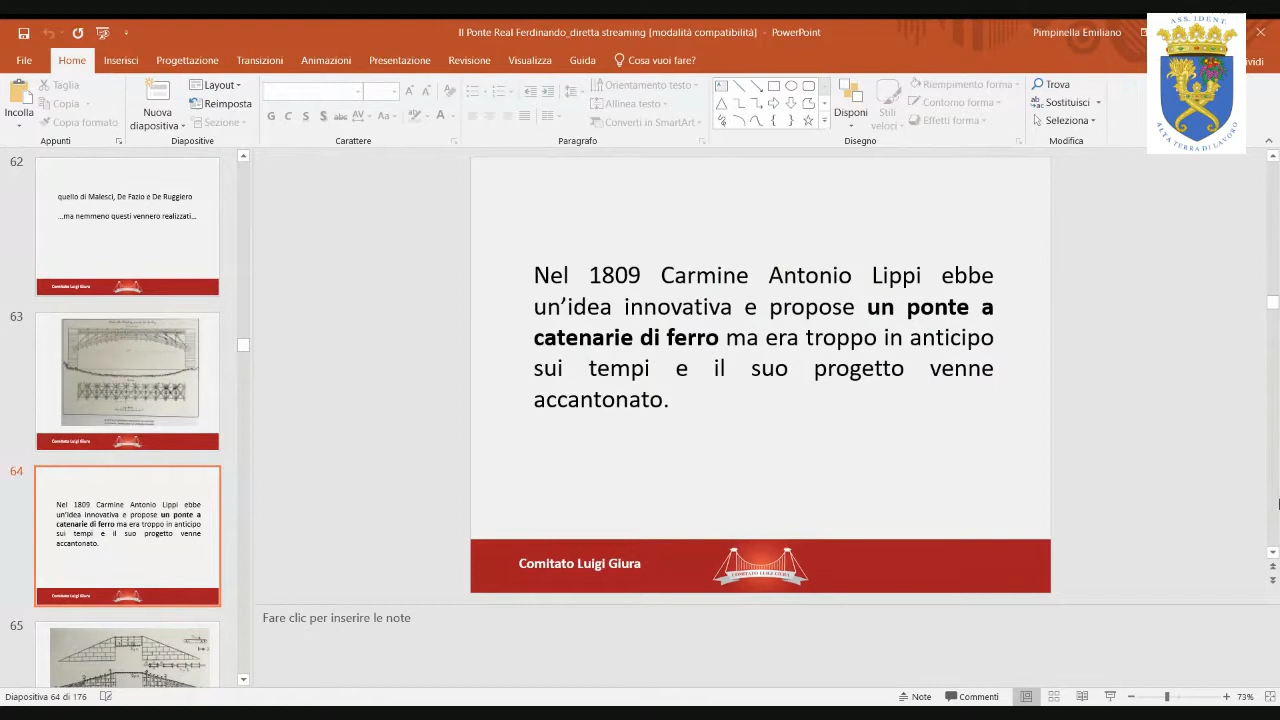 Il Ponte Real Ferdinando_diretta streaming [modalità compatibilità] - PowerPoint
Pimpinella Emiliano
File Home Inserisci Progettazione Transizioni Animazioni Presentazione Revisione Visualizza Guida Cosa vuoi fare?
Incolla
Taglia
Copia
Copia formato
Appunti
Nuova
diapositiva
Layout
Reimposta
Sezione
Diapositive
G C S S abc AV Aa A
Carattere
Orientamento testo
Allinea testo
Converti in SmartArt
Paragrafo
Disponi
Stili
veloci
Riempimento forma
Contorno forma
Effetti forma
Disegno
Trova
Sostituisci
Seleziona
Modifica
ASS. IDENT.
ALTA TERRA DI LAVORO
62
quello di Malesci, De Fazio e De Ruggiero
...ma nemmeno questi vennero realizzati...
Comitato Luigi Giura
63
Comitato Luigi Giura
64
Nel 1809 Carmine Antonio Lippi ebbe
un'idea innovativa e propose un ponte a
catenarie di ferro ma era troppo in anticipo
sui tempi e il suo progetto venne
accantonato.
Comitato Luigi Giura
65
Nel 1809 Carmine Antonio Lippi ebbe
un'idea innovativa e propose un ponte a
catenarie di ferro ma era troppo in anticipo
sui tempi e il suo progetto venne
accantonato.
Comitato Luigi Giura
COMITATO LUIGI GIURA
Fare clic per inserire le note
Diapositiva 64 di 176
Note
Commenti
73%